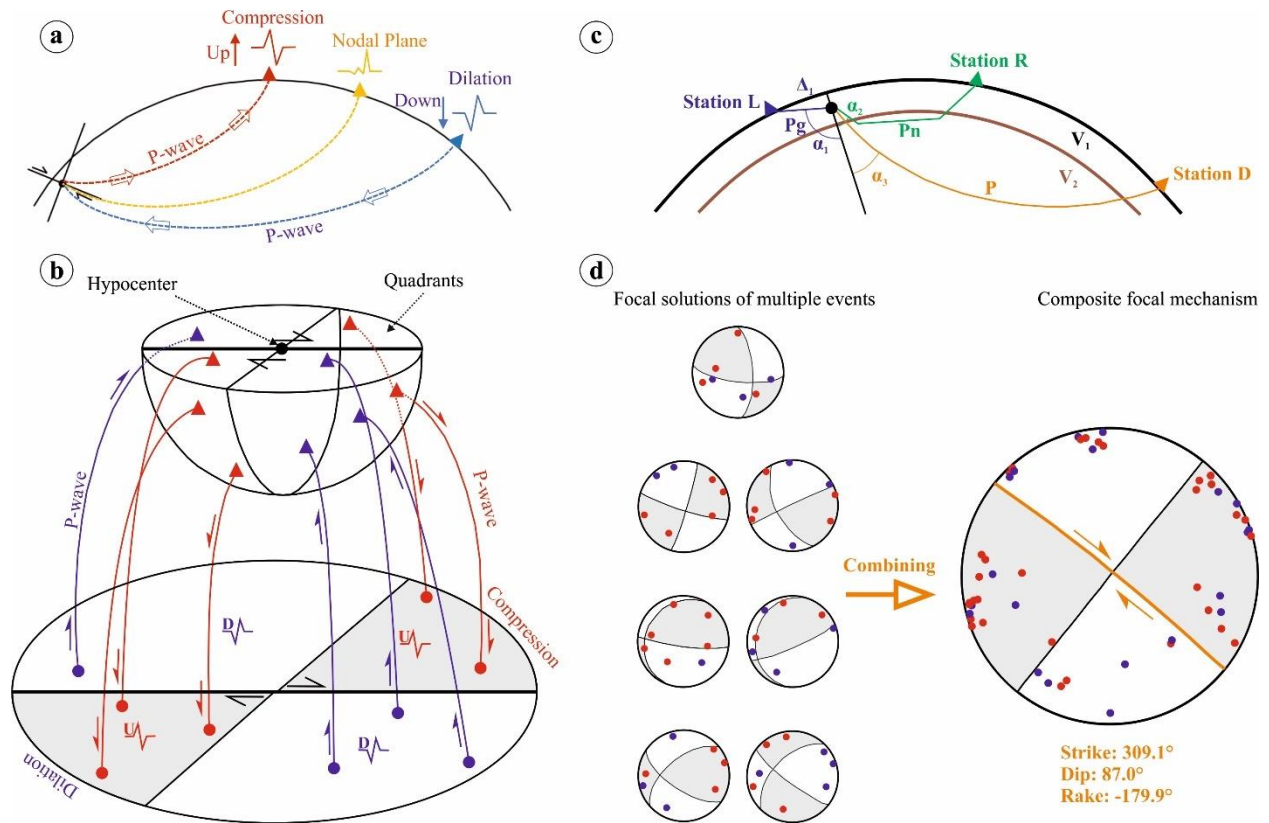 a
Compression
Up
Nodal Plane
Dilation
Down
P-wave
P-wave
c
Station R
Station L
Δ₁
α₂
Pg
Pn
α₁
V₁
α₃
V₂
P
Station D
b
Hypocenter
Quadrants
P-wave
P-wave
Compression
D
U
U
D
Dilation
d
Focal solutions of multiple events
Composite focal mechanism
Combining
Strike: 309.1°
Dip: 87.0°
Rake: -179.9°